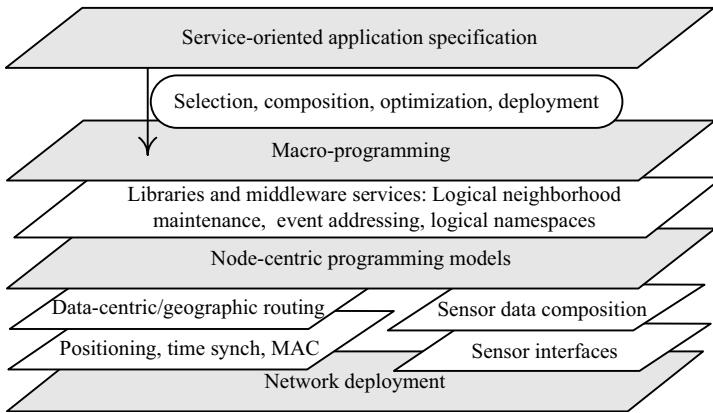 Service-oriented application specification
Selection, composition, optimization, deployment
Macro-programming
Libraries and middleware services: Logical neighborhood
maintenance, event addressing, logical namespaces
Node-centric programming models
Data-centric/geographic routing
Sensor data composition
Positioning, time synch, MAC
Sensor interfaces
Network deployment